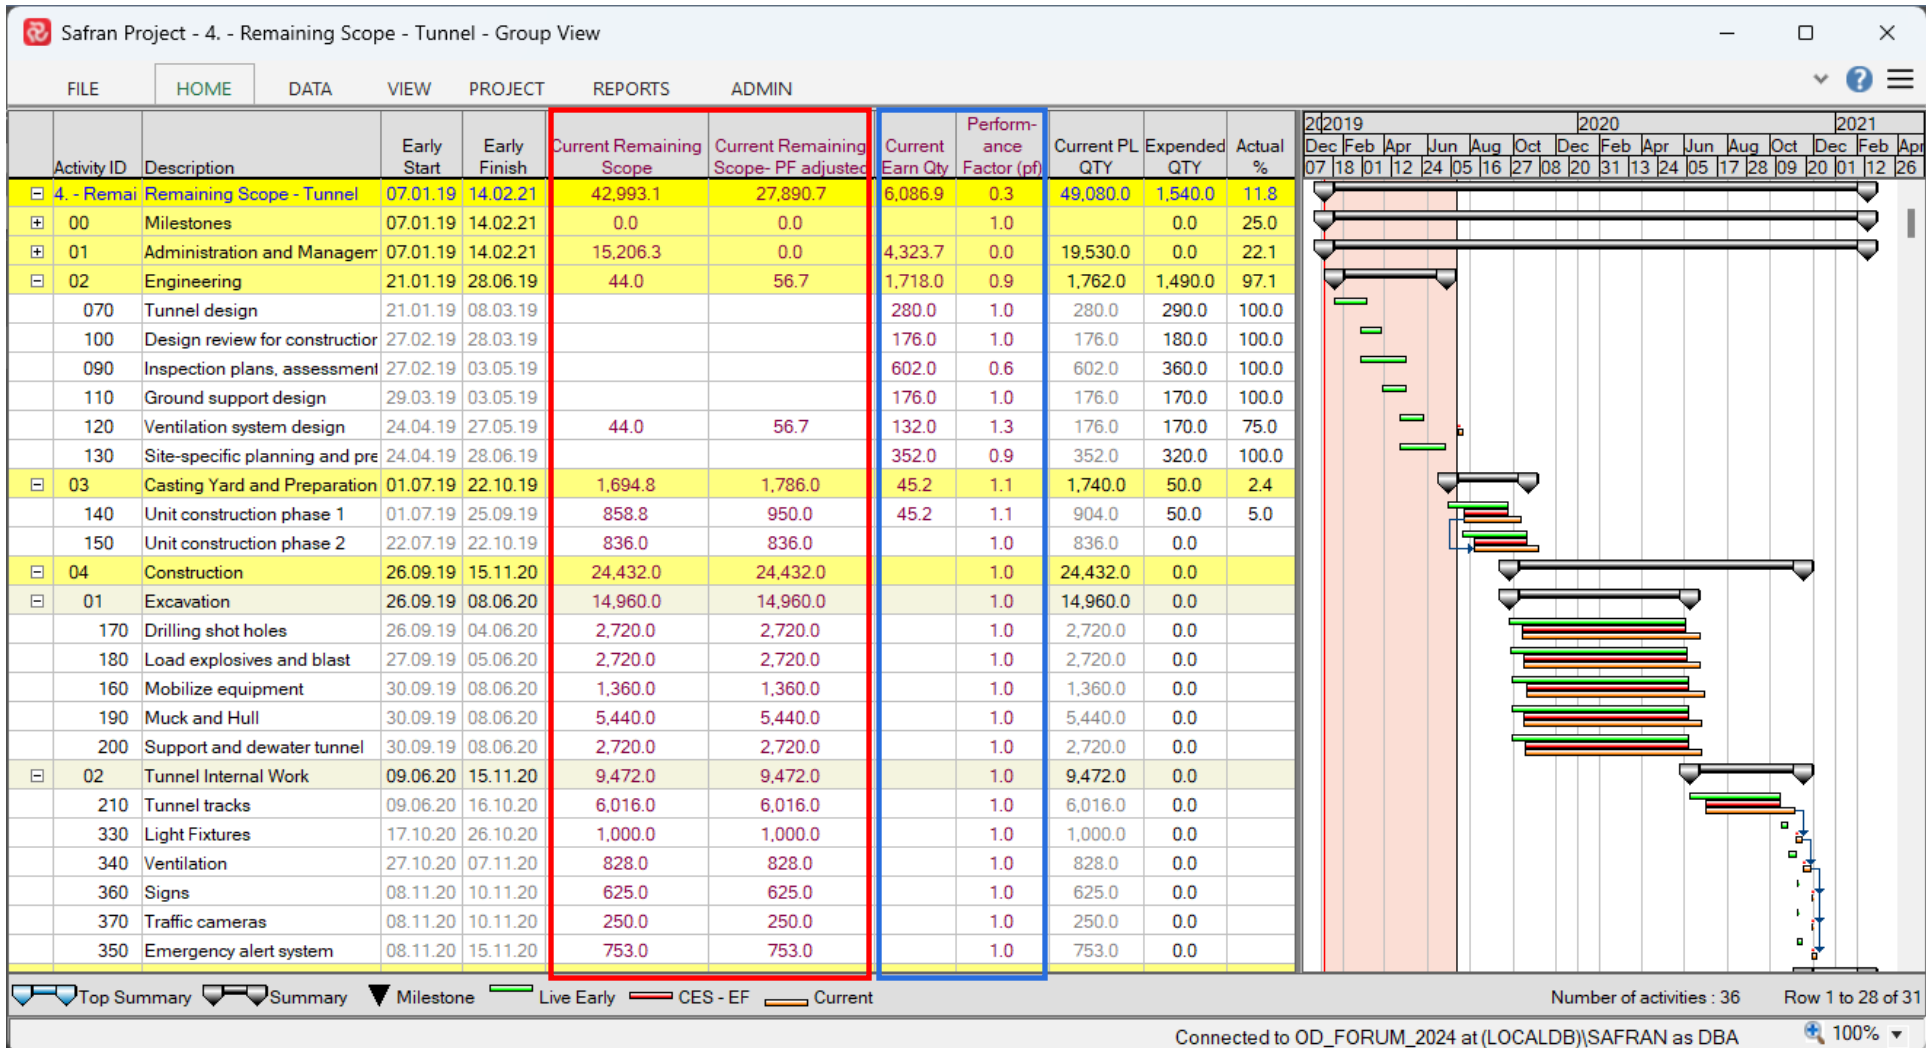 Safran Project - 4. - Remaining Scope - Tunnel - Group View
FILE HOME DATA VIEW PROJECT REPORTS ADMIN
Activity ID Description Early Start Early Finish Current Remaining Scope Current Remaining Scope- PF adjusted Current Earn Qty Perform-ance Factor (pf) Current PL QTY Expended QTY Actual %
202019 2020 2021
Dec Feb Apr Jun Aug Oct Dec Feb Apr Jun Aug Oct Dec Feb Apr
07 18 01 12 24 05 16 27 08 20 31 13 24 05 17 28 09 20 01 12 26
4. - Remai Remaining Scope - Tunnel 07.01.19 14.02.21 42,993.1 27,890.7 6,086.9 0.3 49,080.0 1,540.0 11.8
00 Milestones 07.01.19 14.02.21 0.0 0.0 1.0 0.0 25.0
01 Administration and Managem 07.01.19 14.02.21 15,206.3 0.0 4,323.7 0.0 19,530.0 0.0 22.1
02 Engineering 21.01.19 28.06.19 44.0 56.7 1,718.0 0.9 1,762.0 1,490.0 97.1
070 Tunnel design 21.01.19 08.03.19 280.0 1.0 280.0 290.0 100.0
100 Design review for construction 27.02.19 28.03.19 176.0 1.0 176.0 180.0 100.0
090 Inspection plans, assessment 27.02.19 03.05.19 602.0 0.6 602.0 360.0 100.0
110 Ground support design 29.03.19 03.05.19 176.0 1.0 176.0 170.0 100.0
120 Ventilation system design 24.04.19 27.05.19 44.0 56.7 132.0 1.3 176.0 170.0 75.0
130 Site-specific planning and pre 24.04.19 28.06.19 352.0 0.9 352.0 320.0 100.0
03 Casting Yard and Preparation 01.07.19 22.10.19 1,694.8 1,786.0 45.2 1.1 1,740.0 50.0 2.4
140 Unit construction phase 1 01.07.19 25.09.19 858.8 950.0 45.2 1.1 904.0 50.0 5.0
150 Unit construction phase 2 22.07.19 22.10.19 836.0 836.0 1.0 836.0 0.0
04 Construction 26.09.19 15.11.20 24,432.0 24,432.0 1.0 24,432.0 0.0
01 Excavation 26.09.19 08.06.20 14,960.0 14,960.0 1.0 14,960.0 0.0
170 Drilling shot holes 26.09.19 04.06.20 2,720.0 2,720.0 1.0 2,720.0 0.0
180 Load explosives and blast 27.09.19 05.06.20 2,720.0 2,720.0 1.0 2,720.0 0.0
160 Mobilize equipment 30.09.19 08.06.20 1,360.0 1,360.0 1.0 1,360.0 0.0
190 Muck and Hull 30.09.19 08.06.20 5,440.0 5,440.0 1.0 5,440.0 0.0
200 Support and dewater tunnel 30.09.19 08.06.20 2,720.0 2,720.0 1.0 2,720.0 0.0
02 Tunnel Internal Work 09.06.20 15.11.20 9,472.0 9,472.0 1.0 9,472.0 0.0
210 Tunnel tracks 09.06.20 16.10.20 6,016.0 6,016.0 1.0 6,016.0 0.0
330 Light Fixtures 17.10.20 26.10.20 1,000.0 1,000.0 1.0 1,000.0 0.0
340 Ventilation 27.10.20 07.11.20 828.0 828.0 1.0 828.0 0.0
360 Signs 08.11.20 10.11.20 625.0 625.0 1.0 625.0 0.0
370 Traffic cameras 08.11.20 10.11.20 250.0 250.0 1.0 250.0 0.0
350 Emergency alert system 08.11.20 15.11.20 753.0 753.0 1.0 753.0 0.0
Top Summary Summary Milestone Live Early CES - EF Current Number of activities : 36 Row 1 to 28 of 31
Connected to OD_FORUM_2024 at (LOCALDB)\SAFRAN as DBA 100%